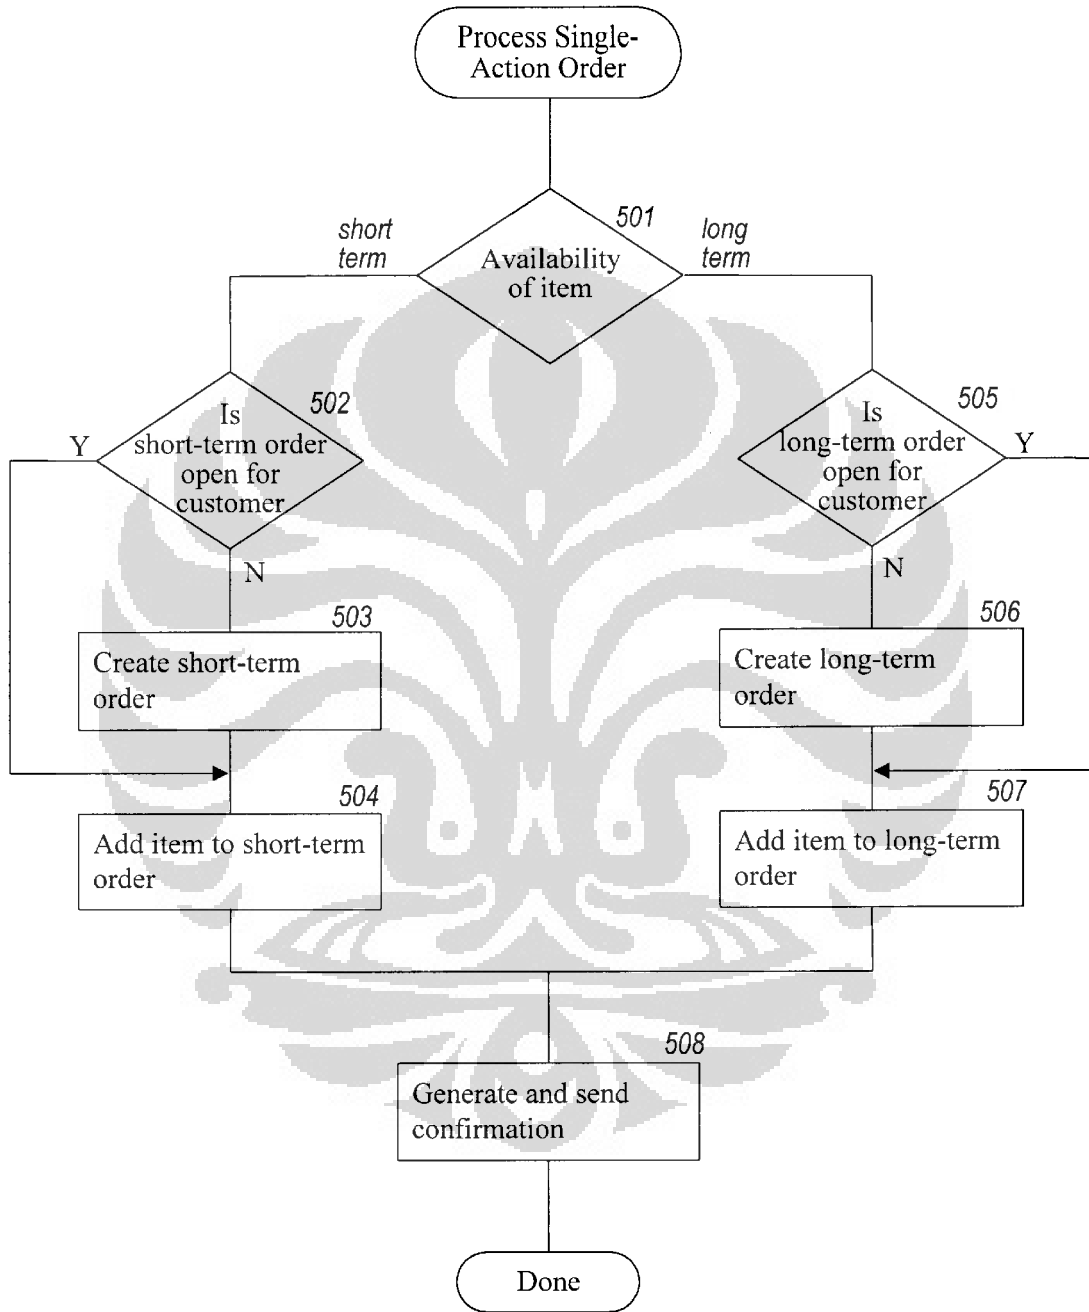 Process Single-
Action Order
501
short
term
long
term
Availability
of item
502
Is
short-term order
open for
customer
Y
N
505
Is
long-term order
open for
customer
Y
N
503
Create short-term
order
506
Create long-term
order
504
Add item to short-term
order
507
Add item to long-term
order
508
Generate and send
confirmation
Done